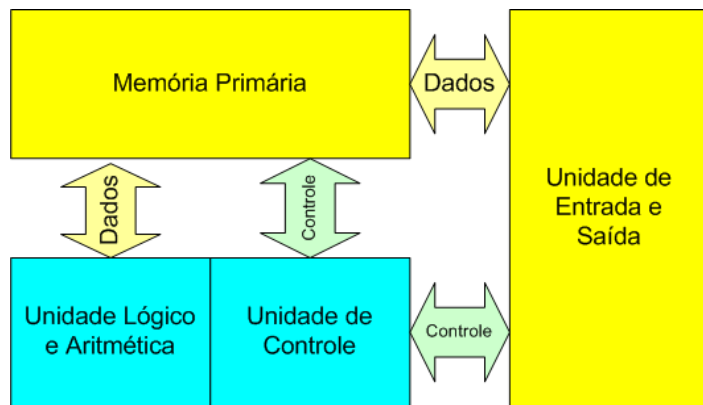 Memória Primária
Dados
Unidade de
Entrada e
Saída
Dados
Controle
Unidade Lógico
e Aritmética
Unidade de
Controle
Controle